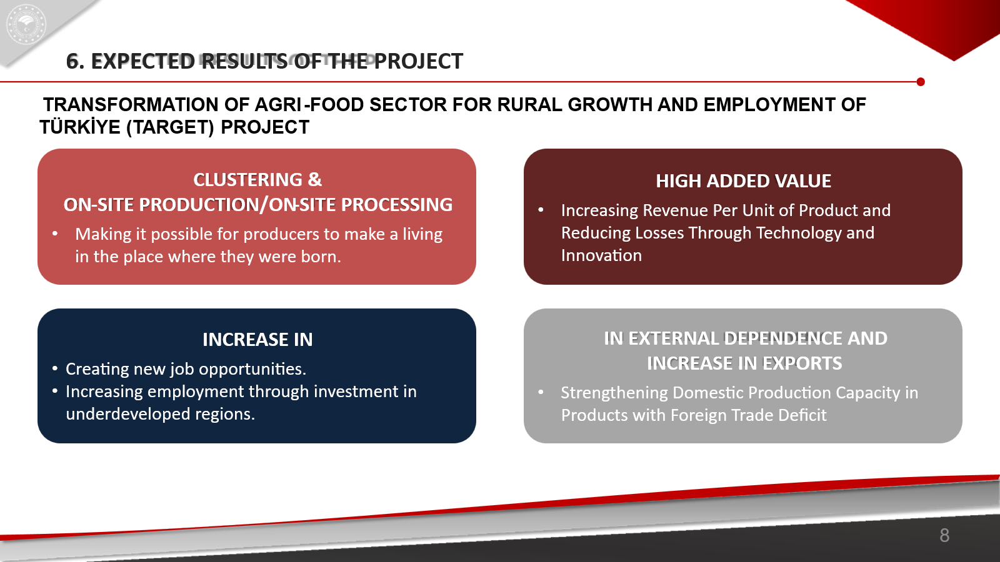 6. EXPECTED RESULTS OF THE PROJECT
TRANSFORMATION OF AGRI-FOOD SECTOR FOR RURAL GROWTH AND EMPLOYMENT OF
TÜRKİYE (TARGET) PROJECT
CLUSTERING &
ON-SITE PRODUCTION/ON-SITE PROCESSING
• Making it possible for producers to make a living
in the place where they were born.
HIGH ADDED VALUE
• Increasing Revenue Per Unit of Product and
Reducing Losses Through Technology and
Innovation
INCREASE IN
• Creating new job opportunities.
• Increasing employment through investment in
underdeveloped regions.
IN EXTERNAL DEPENDENCE AND
INCREASE IN EXPORTS
• Strengthening Domestic Production Capacity in
Products with Foreign Trade Deficit
8